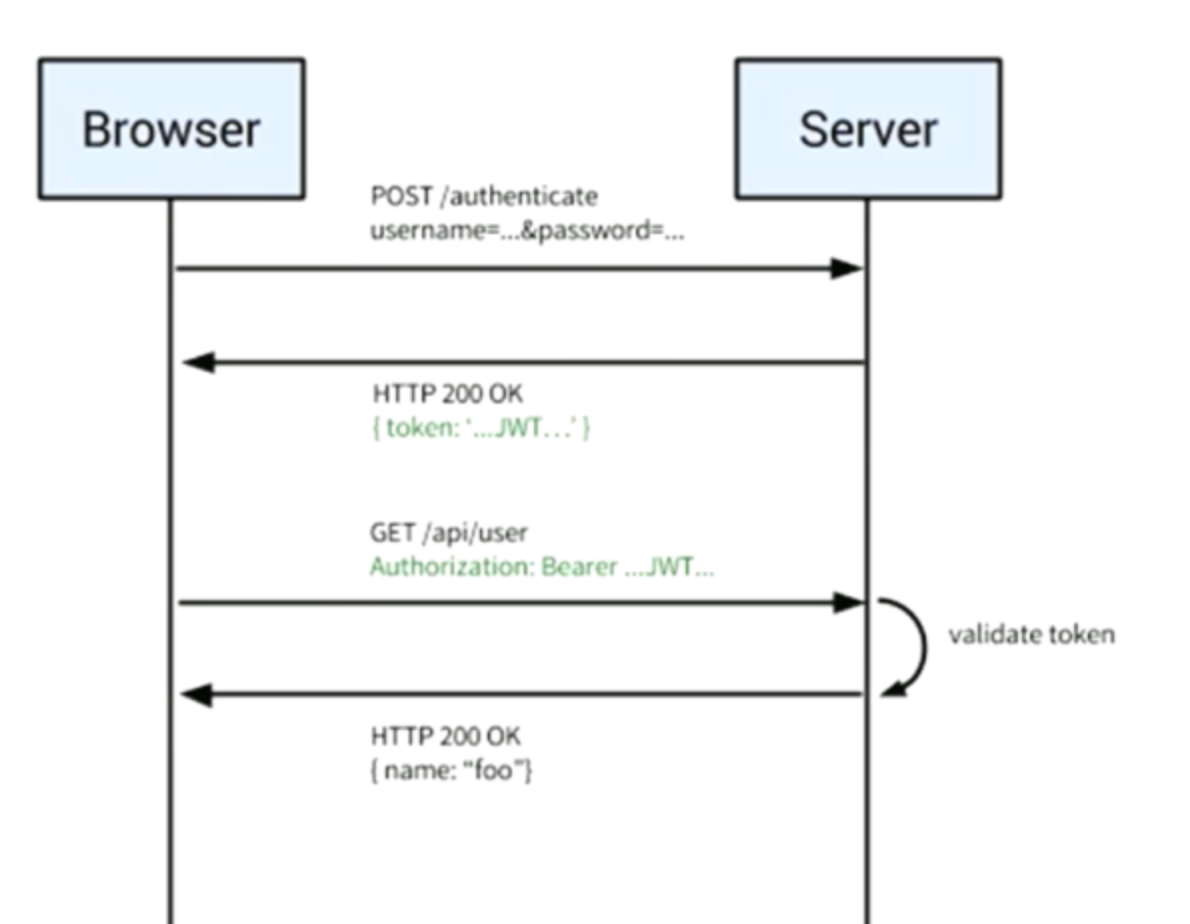 Browser
Server
POST /authenticate
username=...&password=...
HTTP 200 OK
{ token: ‘...JWT...’ }
GET /api/user
Authorization: Bearer ...JWT...
validate token
HTTP 200 OK
{ name: “foo”}